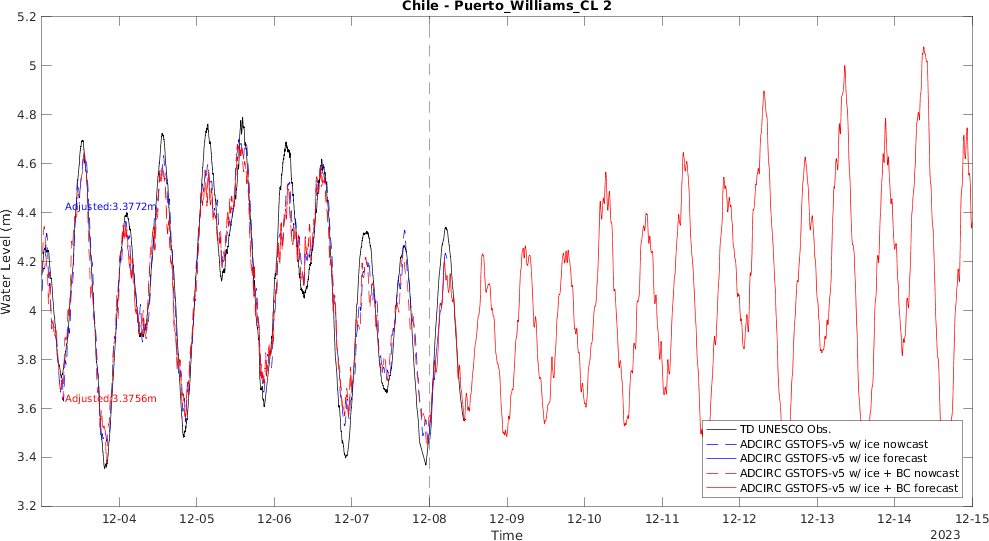 Chile - Puerto_Williams_CL 2
5.2
5
4.8
4.6
4.4
4.2
4
3.8
3.6
3.4
3.2
Water Level (m)
Adjusted:3.3772m
Adjusted:3.3756m
TD UNESCO Obs.
ADCIRC GSTOFS-v5 w/ ice nowcast
ADCIRC GSTOFS-v5 w/ ice forecast
ADCIRC GSTOFS-v5 w/ ice + BC nowcast
ADCIRC GSTOFS-v5 w/ ice + BC forecast
12-04 12-05 12-06 12-07 12-08 12-09 12-10 12-11 12-12 12-13 12-14 12-15
Time
2023